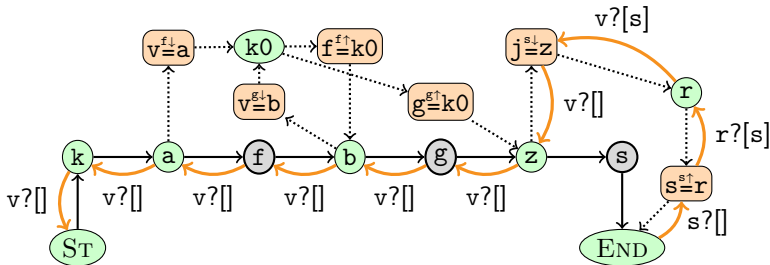 v?[]
v=f↓a
k0
f=f↑k0
j=s↓z
v?[s]
v=g↓b
g=g↑k0
v?[]
r
r?[s]
k
a
f
b
g
z
s
s=s↑r
v?[]
v?[]
v?[]
v?[]
v?[]
s?[]
ST
END